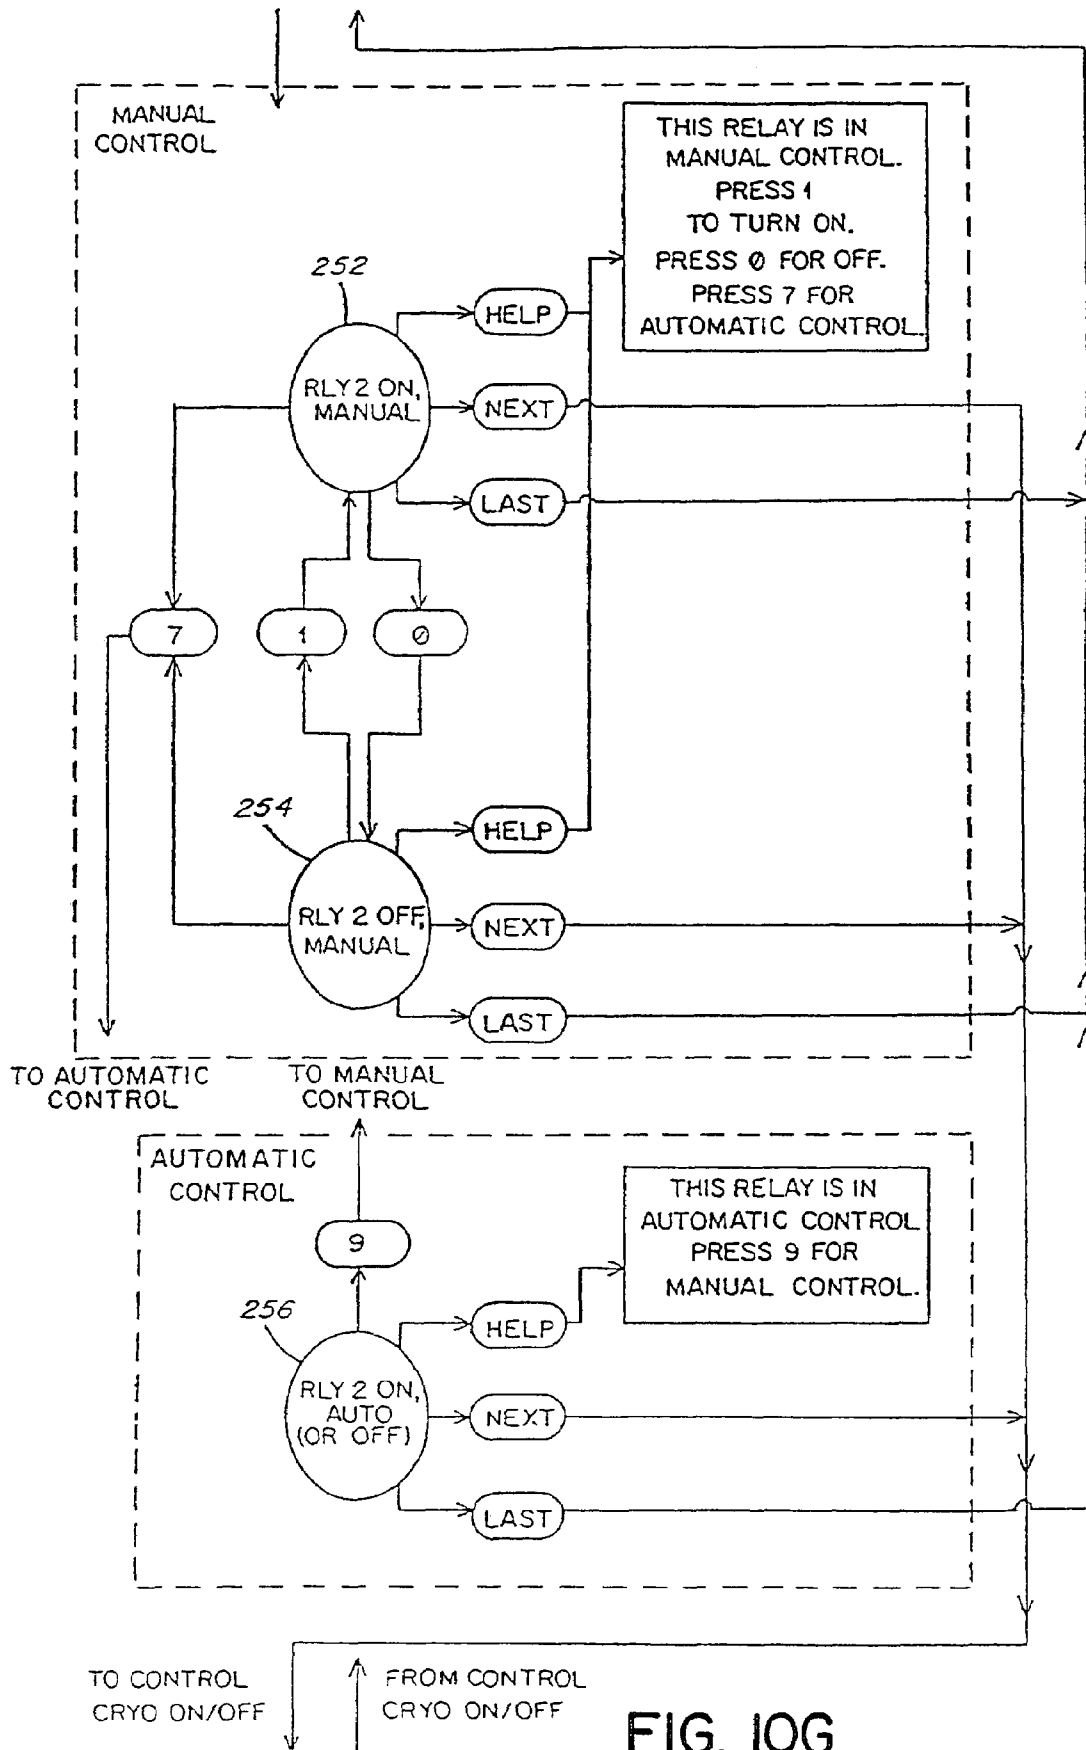 MANUAL
CONTROL
THIS RELAY IS IN
MANUAL CONTROL.
PRESS 1
TO TURN ON.
PRESS 0 FOR OFF.
PRESS 7 FOR
AUTOMATIC CONTROL.
252
HELP
RLY 2 ON,
MANUAL
NEXT
LAST
7
1
0
254
HELP
RLY 2 OFF,
MANUAL
NEXT
LAST
TO AUTOMATIC
CONTROL
TO MANUAL
CONTROL
AUTOMATIC
CONTROL
THIS RELAY IS IN
AUTOMATIC CONTROL
PRESS 9 FOR
MANUAL CONTROL.
9
256
HELP
RLY 2 ON,
AUTO
(OR OFF)
NEXT
LAST
TO CONTROL
CRYO ON/OFF
FROM CONTROL
CRYO ON/OFF
FIG. 10G